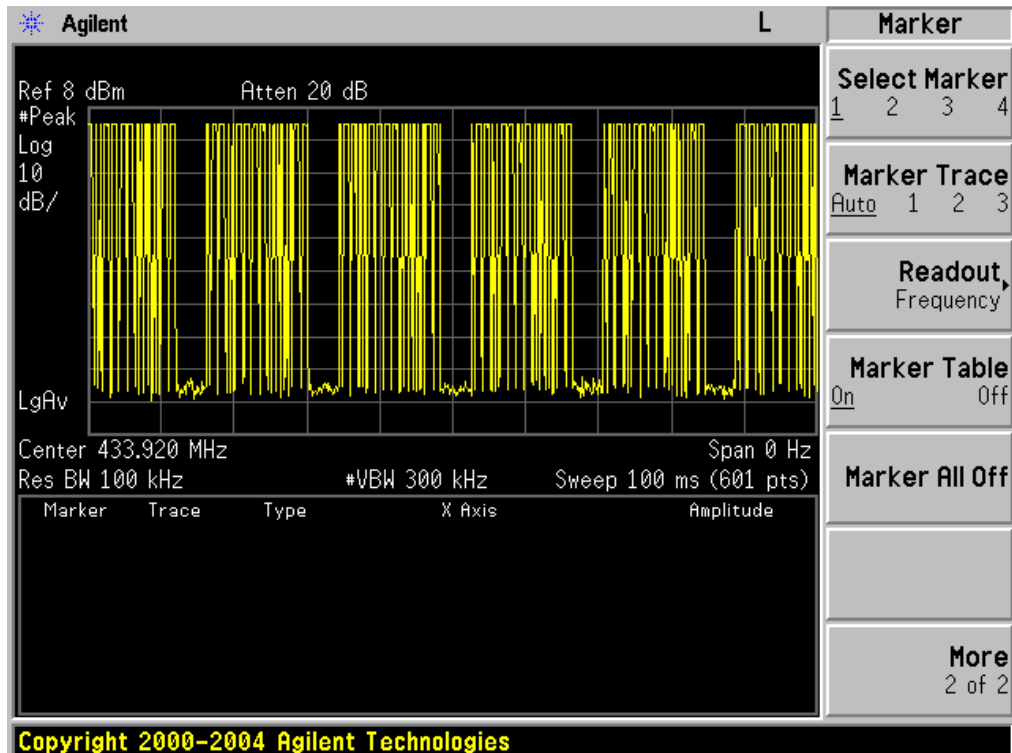 Agilent L Marker
Ref 8 dBm Atten 20 dB
#Peak
Log
10
dB/
LgAv
Center 433.920 MHz Span 0 Hz
Res BW 100 kHz #VBW 300 kHz Sweep 100 ms (601 pts)
Marker Trace Type X Axis Amplitude
Select Marker
1 2 3 4
Marker Trace
Auto 1 2 3
Readout
Frequency
Marker Table
On Off
Marker All Off
More
2 of 2
Copyright 2000-2004 Agilent Technologies